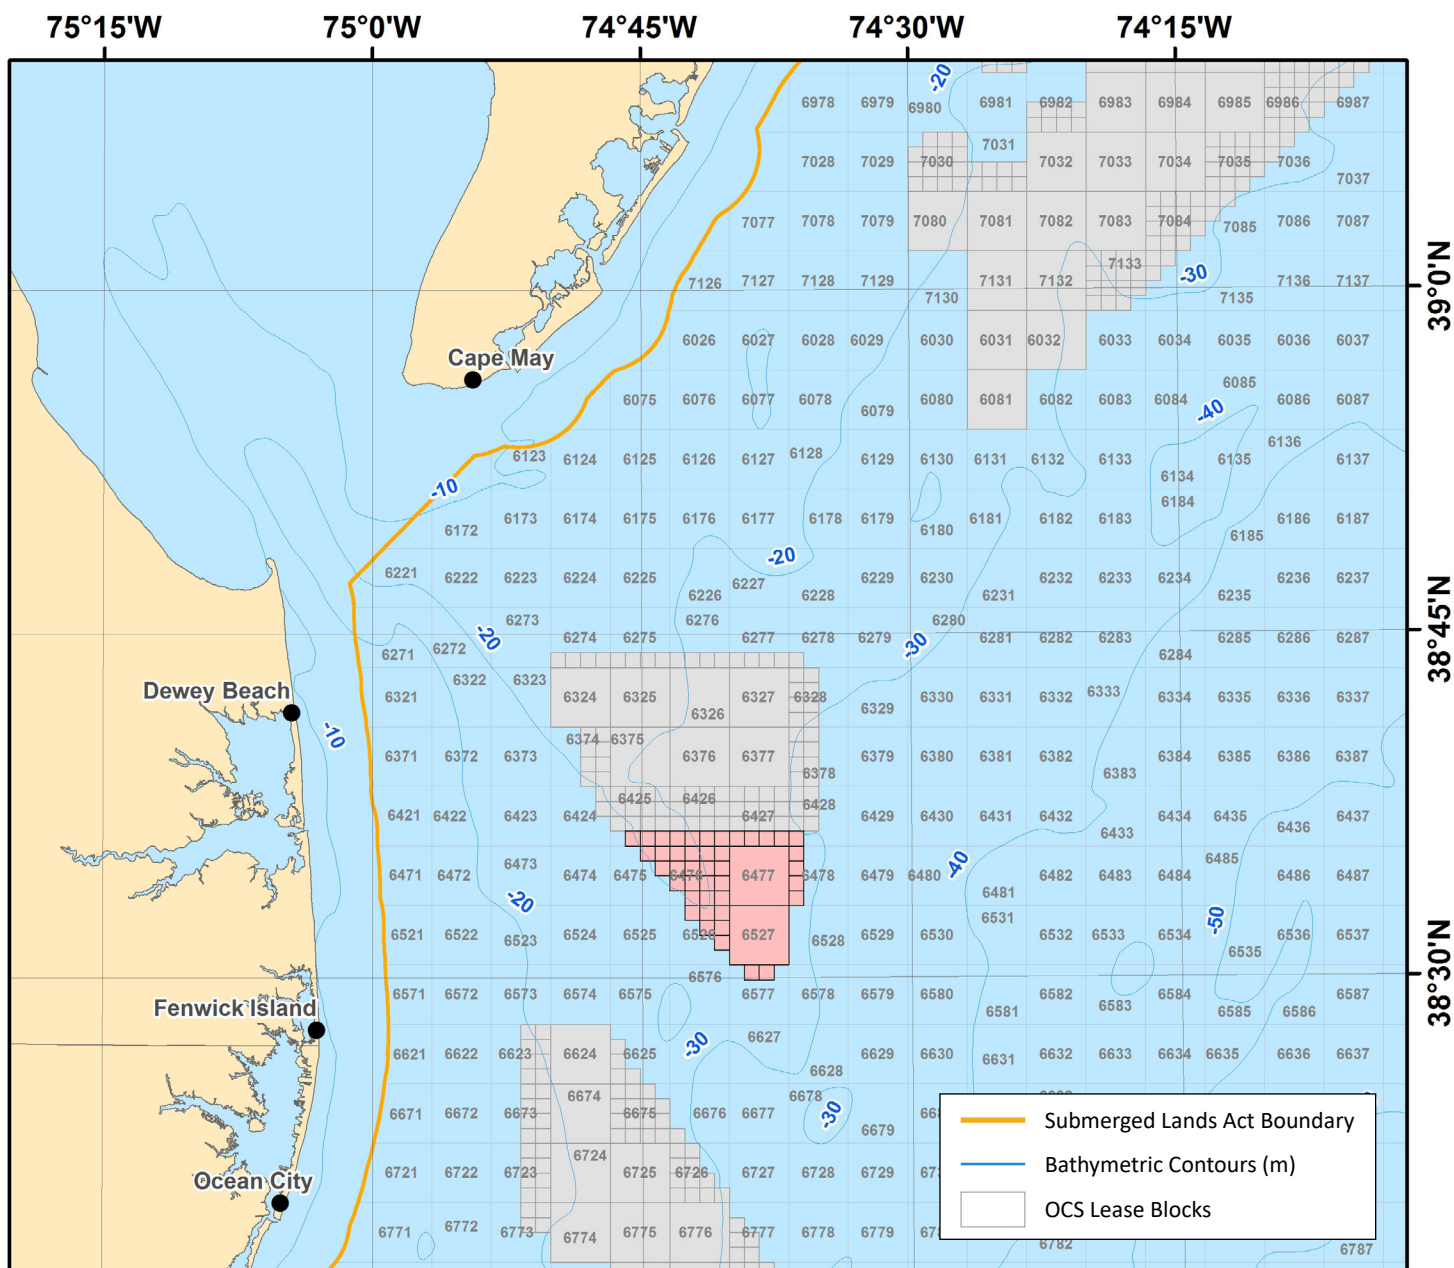 75°15'W 75°0'W 74°45'W 74°30'W 74°15'W
-20
6978 6979 6980 6981 6982 6983 6984 6985 6986 6987
7028 7029 7030 7031 7032 7033 7034 7035 7036 7037
7077 7078 7079 7080 7081 7082 7083 7084 7085 7086 7087
7126 7127 7128 7129 7130 7131 7132 7133 -30 7135 7136 7137
39°0'N
6026 6027 6028 6029 6030 6031 6032 6033 6034 6035 6036 6037
Cape May
6075 6076 6077 6078 6079 6080 6081 6082 6083 6084 6085 6086 6087
-40
6123 6124 6125 6126 6127 6128 6129 6130 6131 6132 6133 6134 6135 6136 6137
-10
6172 6173 6174 6175 6176 6177 6178 6179 6180 6181 6182 6183 6184 6185 6186 6187
-20
6221 6222 6223 6224 6225 6226 6227 6228 6229 6230 6231 6232 6233 6234 6235 6236 6237
38°45'N
6271 6272 6273 6274 6275 6276 6277 6278 6279 6280 6281 6282 6283 6284 6285 6286 6287
-20 -30
Dewey Beach
6321 6322 6323 6324 6325 6326 6327 6328 6329 6330 6331 6332 6333 6334 6335 6336 6337
-10
6371 6372 6373 6374 6375 6376 6377 6378 6379 6380 6381 6382 6383 6384 6385 6386 6387
6421 6422 6423 6424 6425 6426 6427 6428 6429 6430 6431 6432 6433 6434 6435 6436 6437
-40
6471 6472 6473 6474 6475 6476 6477 6478 6479 6480 6481 6482 6483 6484 6485 6486 6487
-20 -50
6521 6522 6523 6524 6525 6526 6527 6528 6529 6530 6531 6532 6533 6534 6535 6536 6537
38°30'N
6571 6572 6573 6574 6575 6576 6577 6578 6579 6580 6581 6582 6583 6584 6585 6586 6587
Fenwick Island
-30
6621 6622 6623 6624 6625 6627 6628 6629 6630 6631 6632 6633 6634 6635 6636 6637
6671 6672 6673 6674 6675 6676 6677 6678 6679
-30
6721 6722 6723 6724 6725 6726 6727 6728 6729
Ocean City
6771 6772 6773 6774 6775 6776 6777 6778 6779 6782 6787
Submerged Lands Act Boundary
Bathymetric Contours (m)
OCS Lease Blocks